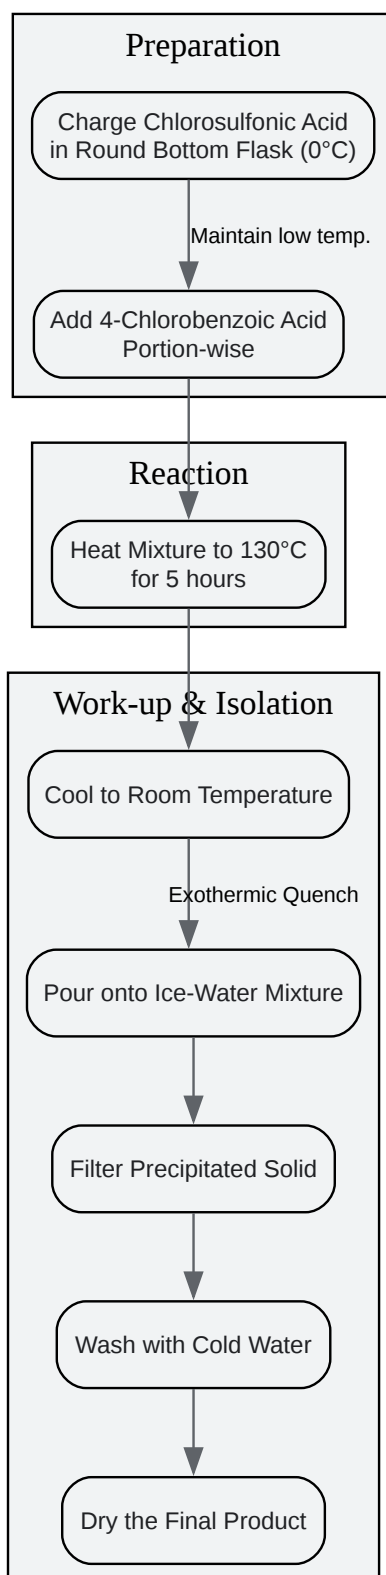 Preparation
Charge Chlorosulfonic Acid
in Round Bottom Flask (0°C)
Maintain low temp.
Add 4-Chlorobenzoic Acid
Portion-wise
Reaction
Heat Mixture to 130°C
for 5 hours
Work-up & Isolation
Cool to Room Temperature
Exothermic Quench
Pour onto Ice-Water Mixture
Filter Precipitated Solid
Wash with Cold Water
Dry the Final Product